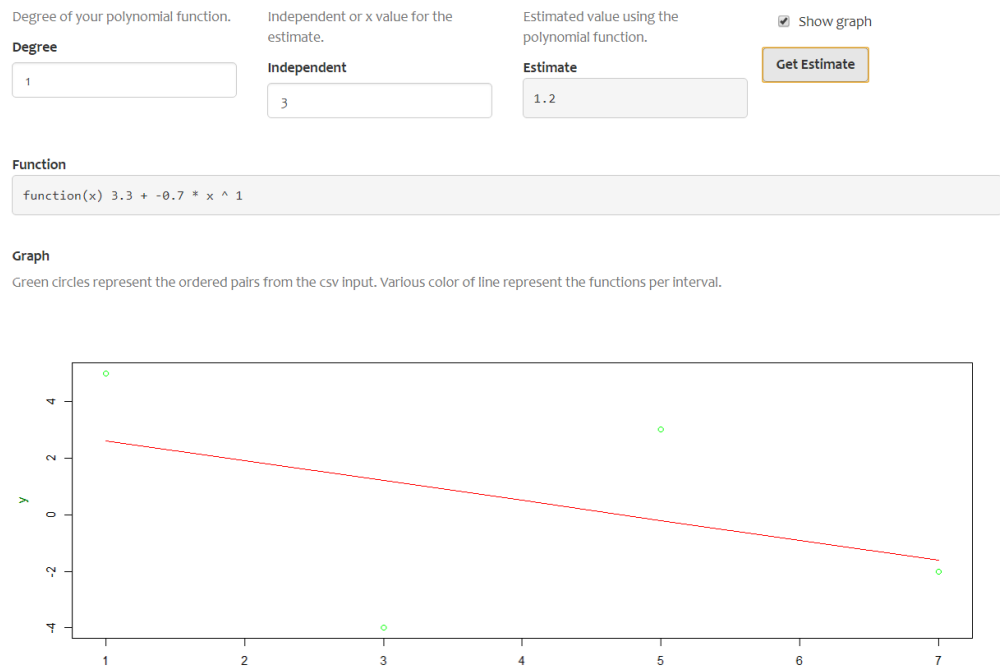 Degree of your polynomial function.
Degree
1
Independent or x value for the
estimate.
Independent
3
Estimated value using the
polynomial function.
Estimate
1.2
Show graph
Get Estimate
Function
function(x) 3.3 + -0.7 * x ^ 1
Graph
Green circles represent the ordered pairs from the csv input. Various color of line represent the functions per interval.
y
4
2
0
-2
-4
1 2 3 4 5 6 7